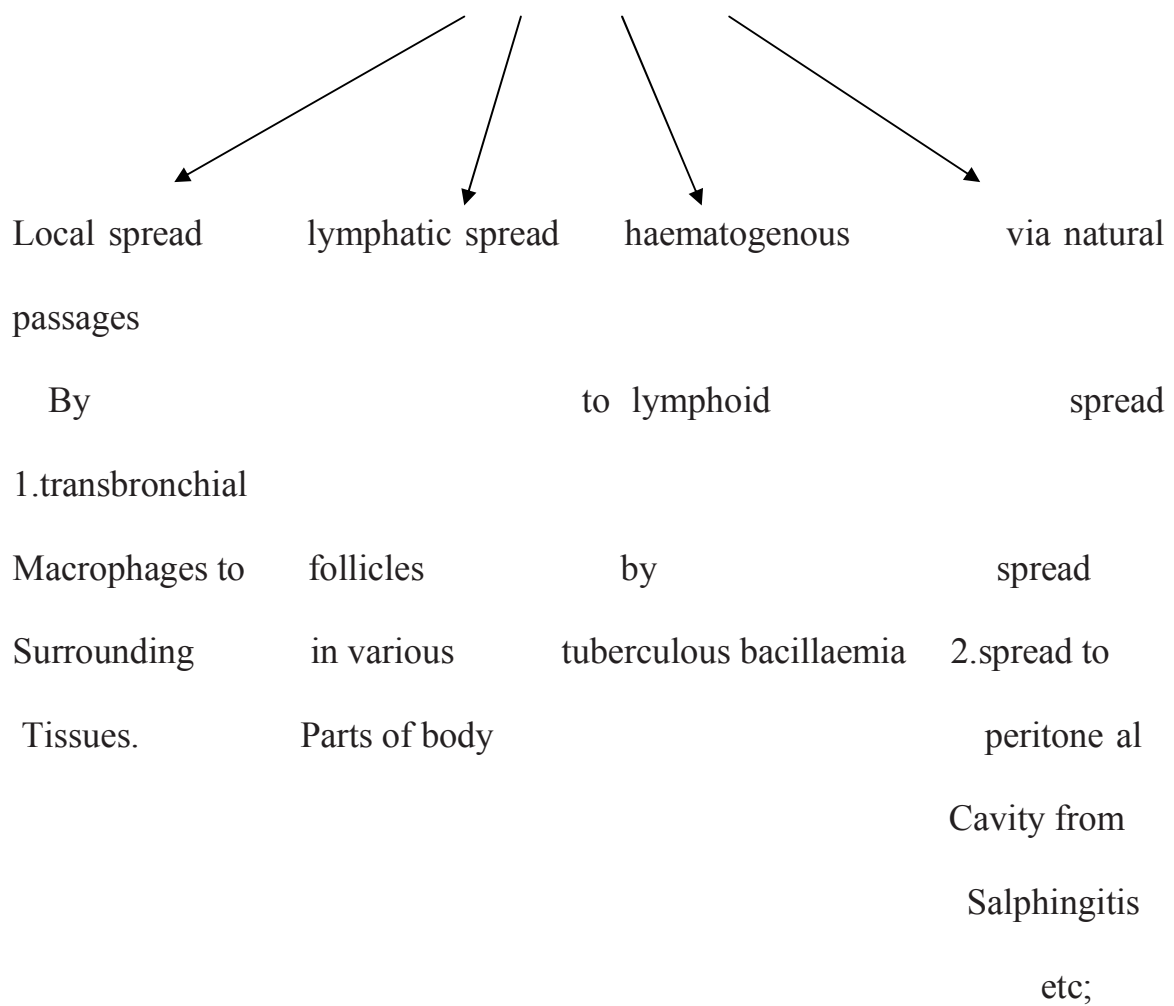 Local spread lymphatic spread haematogenous via natural
passages
By to lymphoid spread
1.transbronchial
Macrophages to follicles by spread
Surrounding in various tuberculous bacillaemia 2.spread to
Tissues. Parts of body peritone al
Cavity from
Salphingitis
etc;